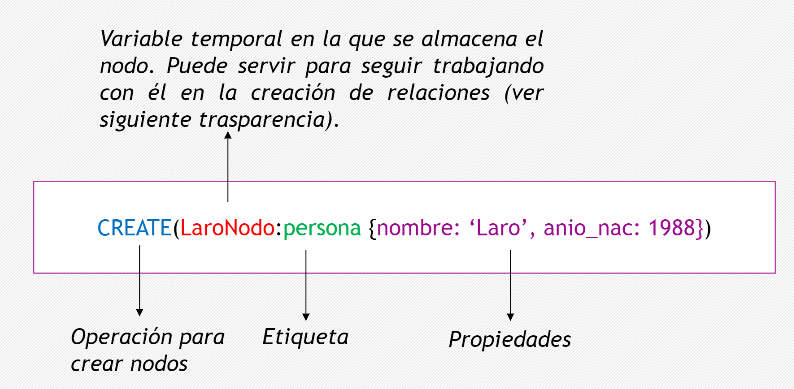 Variable temporal en la que se almacena el
nodo. Puede servir para seguir trabajando
con él en la creación de relaciones (ver
siguiente trasparencia).
CREATE(LaroNodo:persona {nombre: ‘Laro’, anio_nac: 1988})
Operación para
crear nodos
Etiqueta
Propiedades